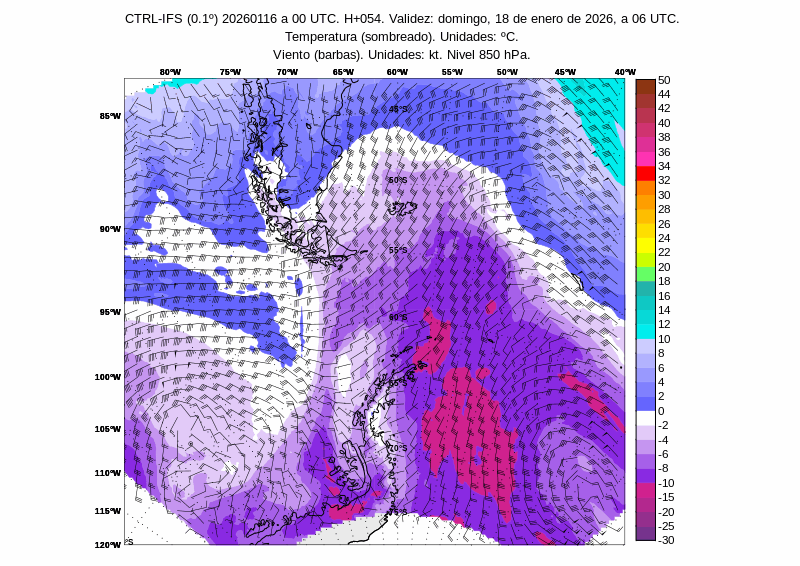 CTRL-IFS (0.1º) 20260116 a 00 UTC. H+054. Validez: domingo, 18 de enero de 2026, a 06 UTC.
Temperatura (sombreado). Unidades: ºC.
Viento (barbas). Unidades: kt. Nivel 850 hPa.
80°W 75°W 70°W 65°W 60°W 55°W 50°W 45°W 40°W
85°W
90°W
95°W
100°W
105°W
110°W
115°W
120°W
45°S
50°S
55°S
60°S
65°S
70°S
75°S
80°S
°S
50
44
42
40
38
36
34
32
30
28
26
24
22
20
18
16
14
12
10
8
6
4
2
0
-2
-4
-6
-8
-10
-15
-20
-25
-30